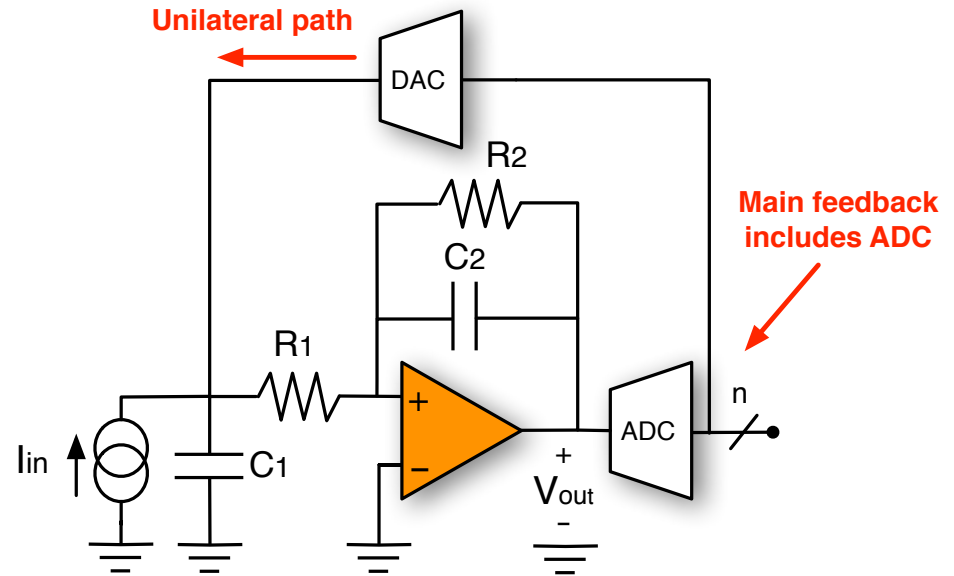 Unilateral path
DAC
R2
Main feedback
includes ADC
C2
R1
n
+
ADC
Iin
C1
−
+
Vout
-